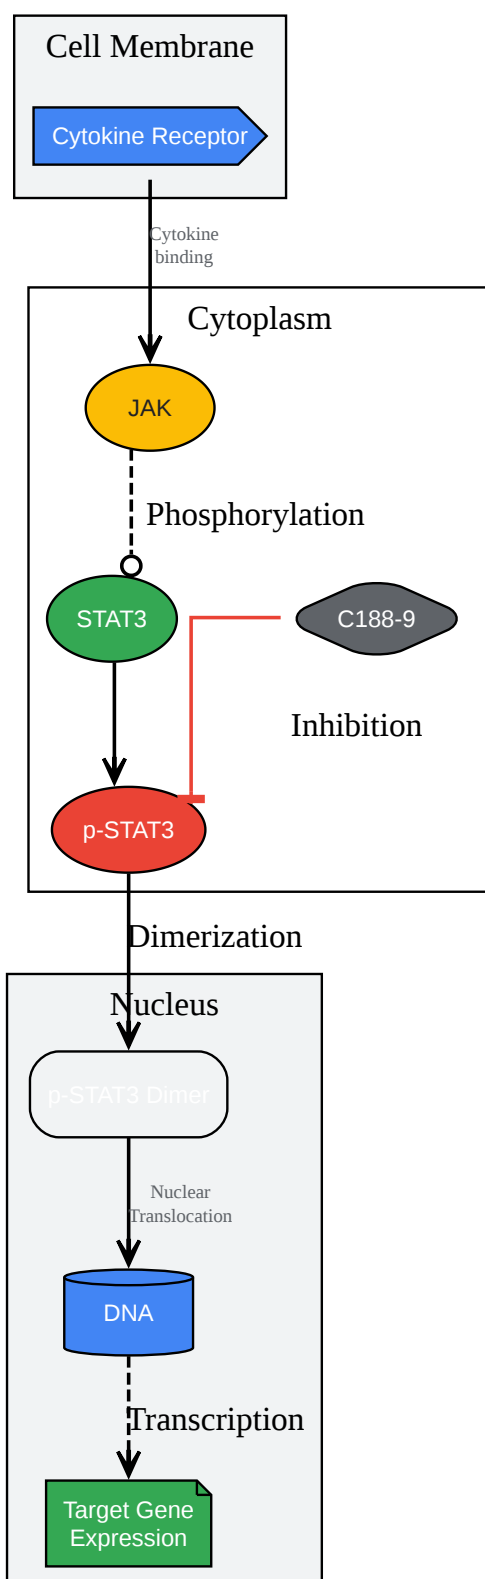 Cell Membrane
Cytokine Receptor
Cytokine
binding
Cytoplasm
JAK
Phosphorylation
STAT3
C188-9
Inhibition
p-STAT3
Dimerization
Nucleus
p-STAT3 Dimer
Nuclear
Translocation
DNA
Transcription
Target Gene
Expression